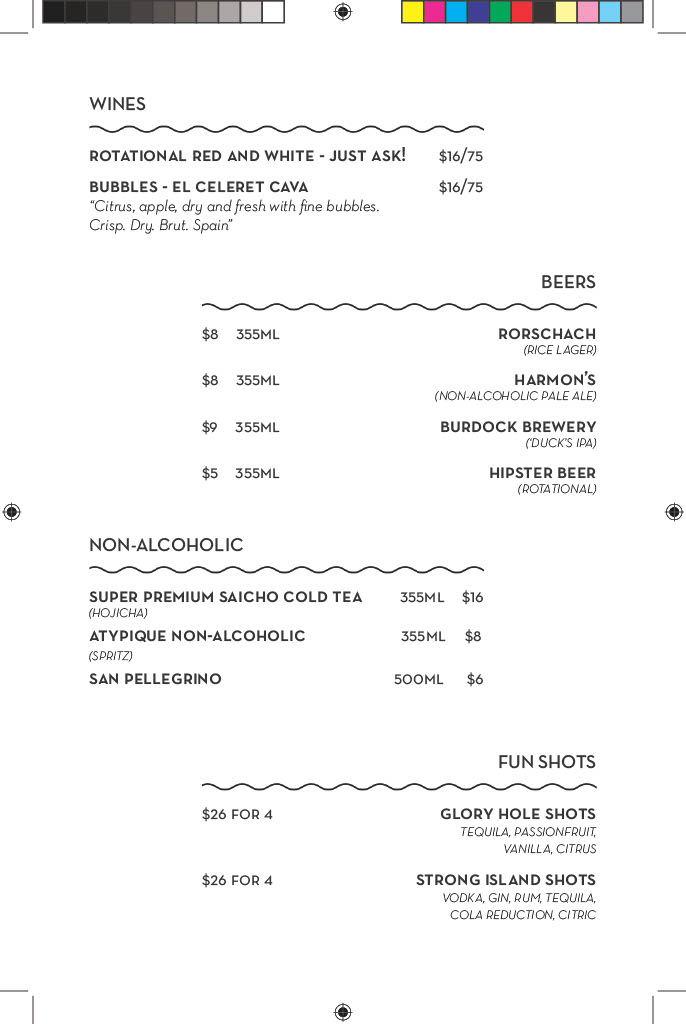 WINES
ROTATIONAL RED AND WHITE - JUST ASK! $16/75
BUBBLES - EL CELERET CAVA $16/75
“Citrus, apple, dry and fresh with fine bubbles.
Crisp. Dry. Brut. Spain”
BEERS
$8 355ML RORSCHACH
(RICE LAGER)
$8 355ML HARMON'S
(NON-ALCOHOLIC PALE ALE)
$9 355ML BURDOCK BREWERY
('DUCK'S IPA)
$5 355ML HIPSTER BEER
(ROTATIONAL)
NON-ALCOHOLIC
SUPER PREMIUM SAICHO COLD TEA 355ML $16
(HOJICHA)
ATYPIQUE NON-ALCOHOLIC 355ML $8
(SPRITZ)
SAN PELLEGRINO 500ML $6
FUN SHOTS
$26 FOR 4 GLORY HOLE SHOTS
TEQUILA, PASSIONFRUIT,
VANILLA, CITRUS
$26 FOR 4 STRONG ISLAND SHOTS
VODKA, GIN, RUM, TEQUILA,
COLA REDUCTION, CITRIC